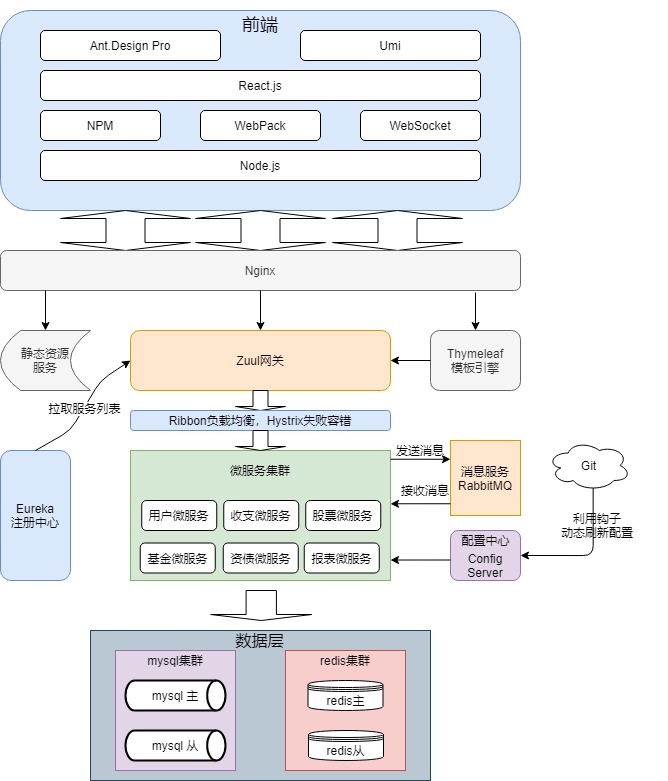 前端
Ant.Design Pro
Umi
React.js
NPM
WebPack
WebSocket
Node.js
Nginx
静态资源
服务
Zuul网关
Thymeleaf
模板引擎
拉取服务列表
Ribbon负载均衡，Hystrix失败容错
Eureka
注册中心
微服务集群
用户微服务
收支微服务
股票微服务
基金微服务
资债微服务
报表微服务
发送消息
接收消息
消息服务
RabbitMQ
Git
利用钩子
动态刷新配置
配置中心
Config
Server
数据层
mysql集群
mysql 主
mysql 从
redis集群
redis主
redis从